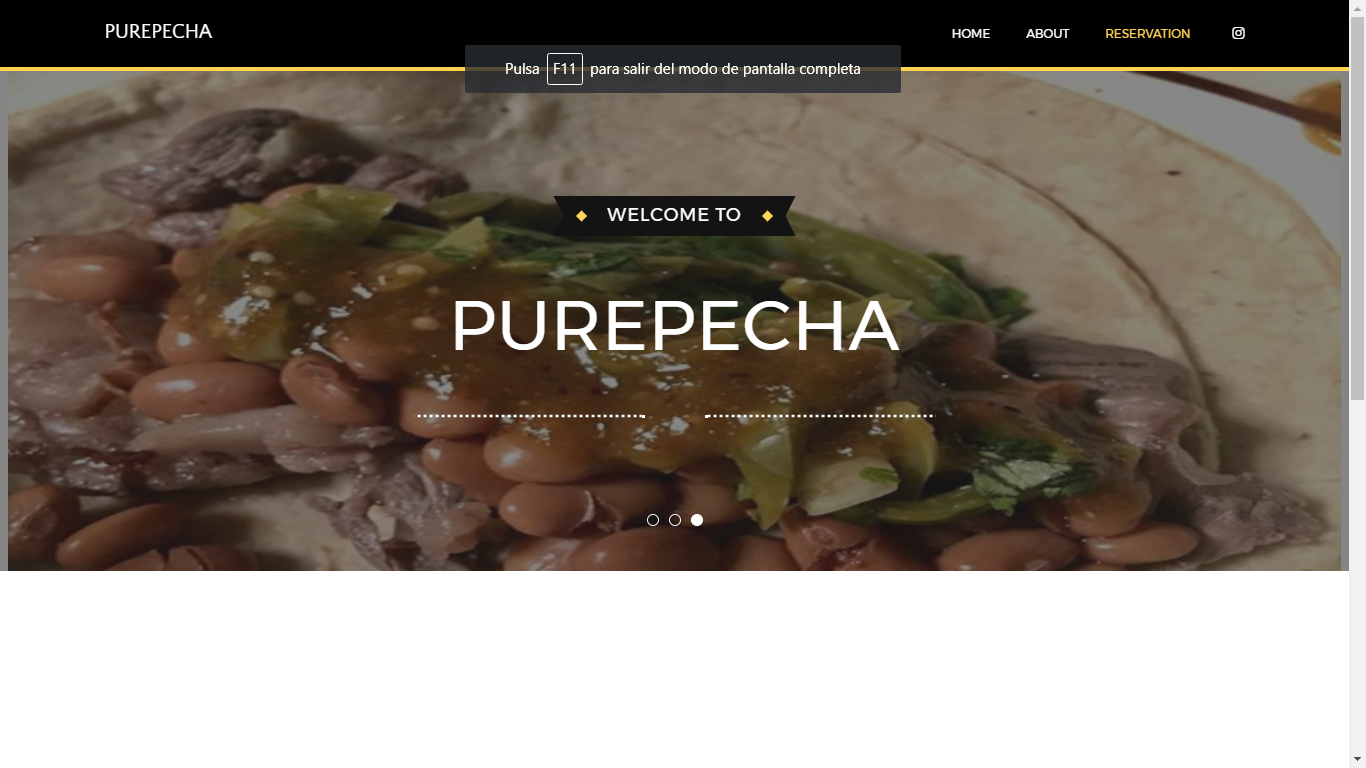 PUREPECHA
HOME ABOUT RESERVATION
Pulsa F11 para salir del modo de pantalla completa
WELCOME TO
PUREPECHA